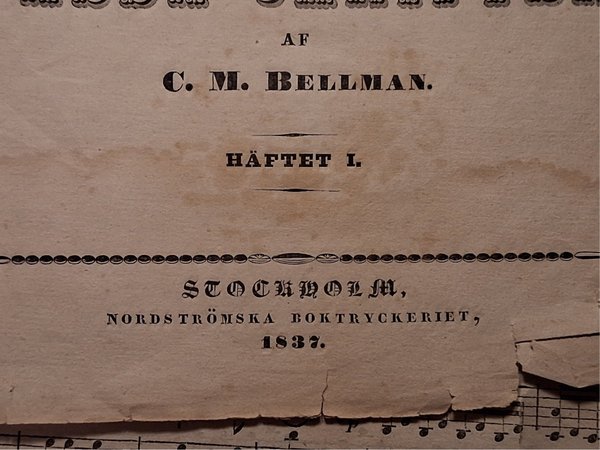 AF
C. M. BELLMAN.
HÄFTET I.
STOCKHOLM,
NORDSTRÖMSKA BOKTRYCKERIET,
1837.